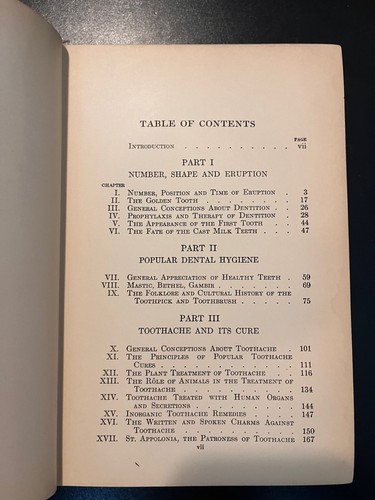 TABLE OF CONTENTS
PAGE
Introduction . . . . . . . . . . vii
PART I
NUMBER, SHAPE AND ERUPTION
CHAPTER
I. Number, Position and Time of Eruption . 3
II. The Golden Tooth . . . . . . . 17
III. General Conceptions About Dentition . . 26
IV. Prophylaxis and Therapy of Dentition . . 28
V. The Appearance of the First Tooth . . 44
VI. The Fate of the Cast Milk Teeth . . . 47
PART II
POPULAR DENTAL HYGIENE
VII. General Appreciation of Healthy Teeth . 59
VIII. Mastic, Bethel, Gambir . . . . . 69
IX. The Folklore and Cultural History of the
Toothpick and Toothbrush . . . . 75
PART III
TOOTHACHE AND ITS CURE
X. General Conceptions About Toothache . 101
XI. The Principles of Popular Toothache
Cures . . . . . . . . . 111
XII. The Plant Treatment of Toothache . . 116
XIII. The Rôle of Animals in the Treatment of
Toothache . . . . . . . . 134
XIV. Toothache Treated with Human Organs
and Secretions . . . . . . . 144
XV. Inorganic Toothache Remedies . . . 147
XVI. The Written and Spoken Charms Against
Toothache . . . . . . . . 150
XVII. St. Appolonia, the Patroness of Toothache 167
vii